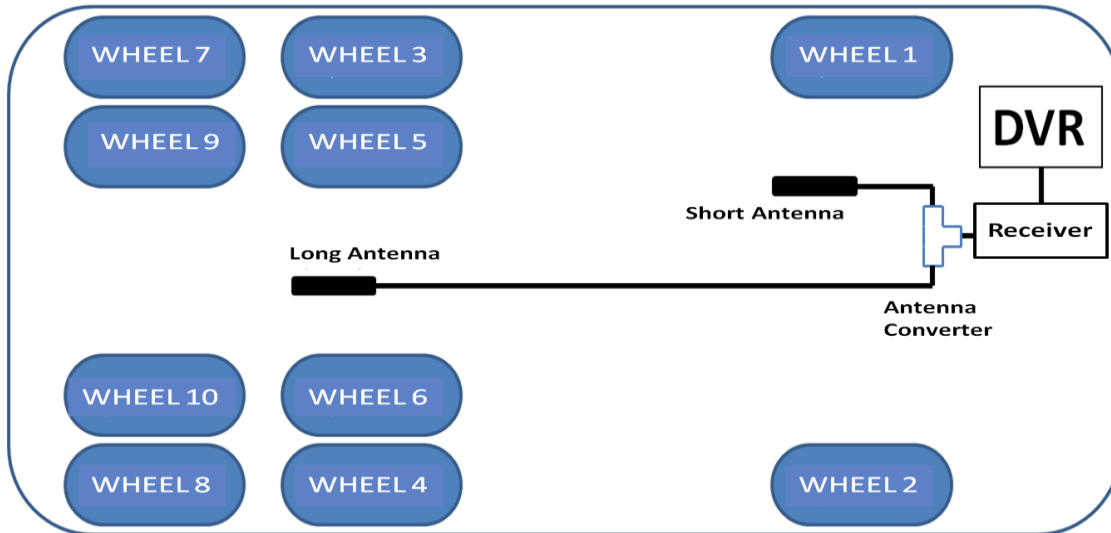 WHEEL 7
WHEEL 3
WHEEL 1
WHEEL 9
WHEEL 5
DVR
Short Antenna
Receiver
Long Antenna
Antenna
Converter
WHEEL 10
WHEEL 6
WHEEL 8
WHEEL 4
WHEEL 2